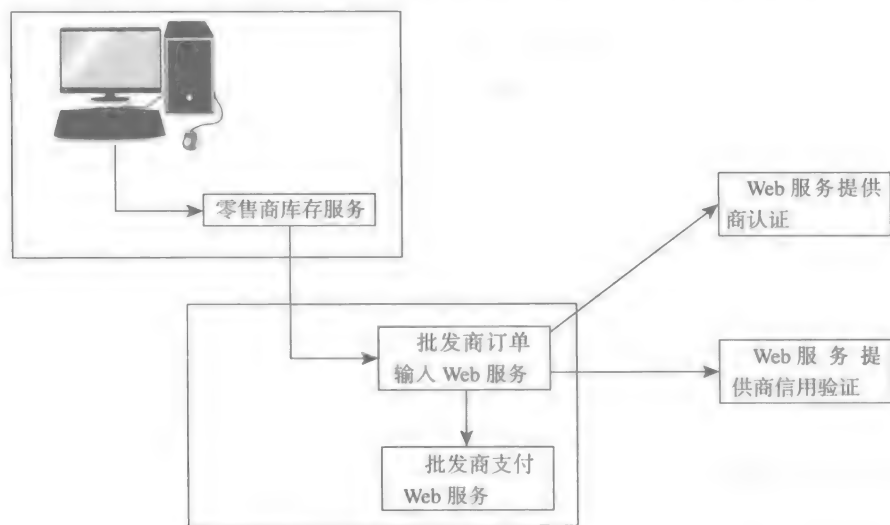 零售商库存服务
Web 服务提供
商认证
批发商订单
输入 Web 服务
Web 服务提
供商信用验证
批发商支付
Web 服务